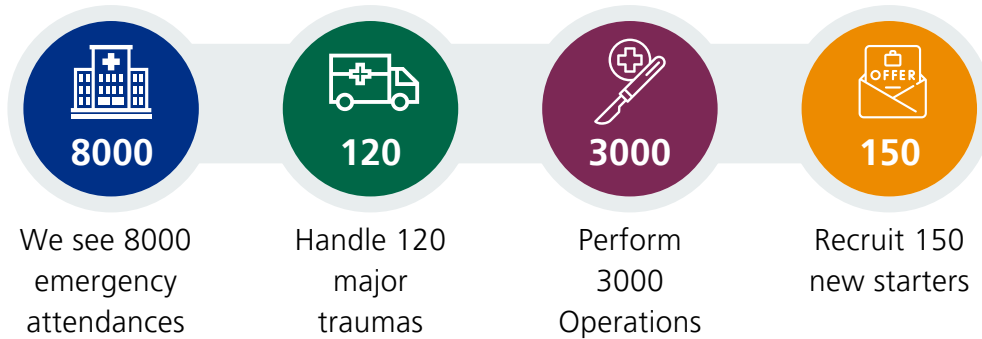 OFFER
8000
120
3000
150
We see 8000
emergency
attendances
Handle 120
major
traumas
Perform
3000
Operations
Recruit 150
new starters